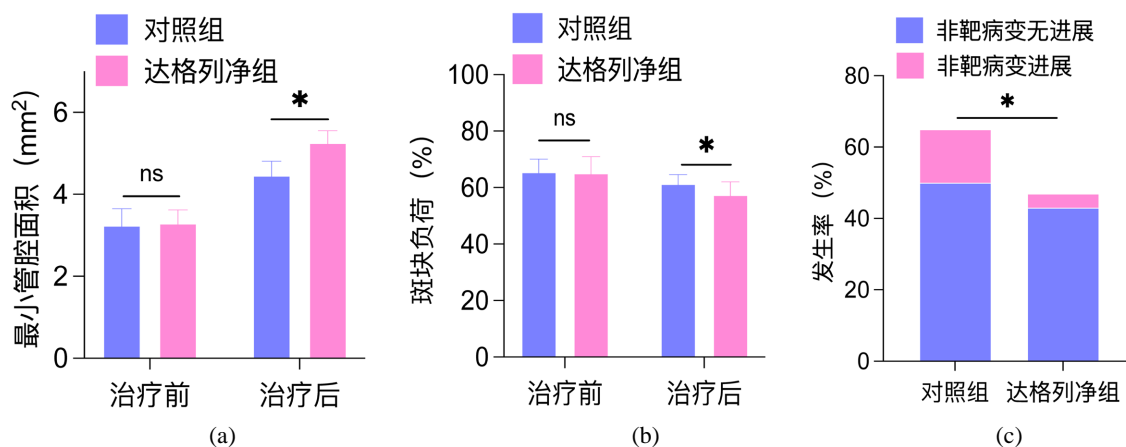 对照组
达格列净组
最小管腔面积（mm²）
6
4
2
0
ns
*
治疗前
治疗后
(a)
对照组
达格列净组
斑块负荷（%）
100
80
60
40
20
0
ns
*
治疗前
治疗后
(b)
非靶病变无进展
非靶病变进展
发生率（%）
80
60
40
20
0
*
对照组
达格列净组
(c)